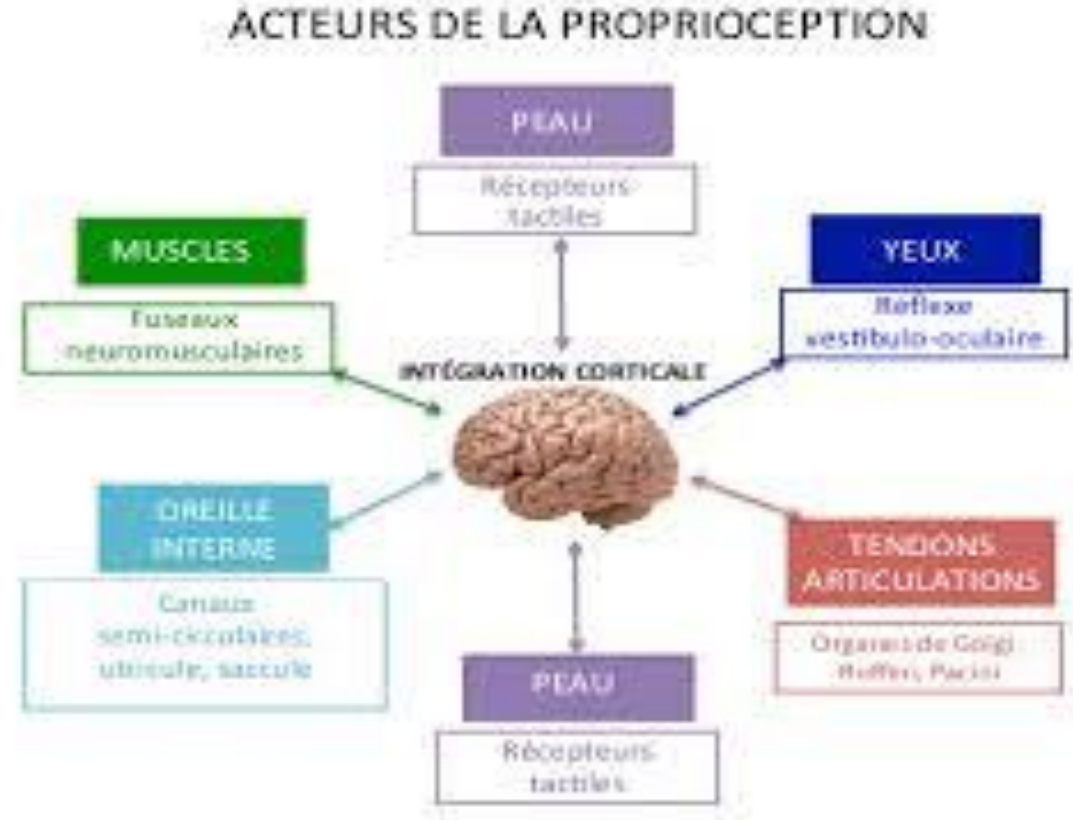 ACTEURS DE LA PROPRIOCEPTION
PEAU
Récepteurs
tactiles
MUSCLES
Fuseaux
neuromusculaires
YEUX
Réflexe
vestibulo-oculaire
INTÉGRATION CORTICALE
OREILLE
INTERNE
Canaux
semi-circulaires,
utricule, saccule
TENDONS
ARTICULATIONS
Organes de Golgi
Ruffini, Pacini
PEAU
Récepteurs
tactiles